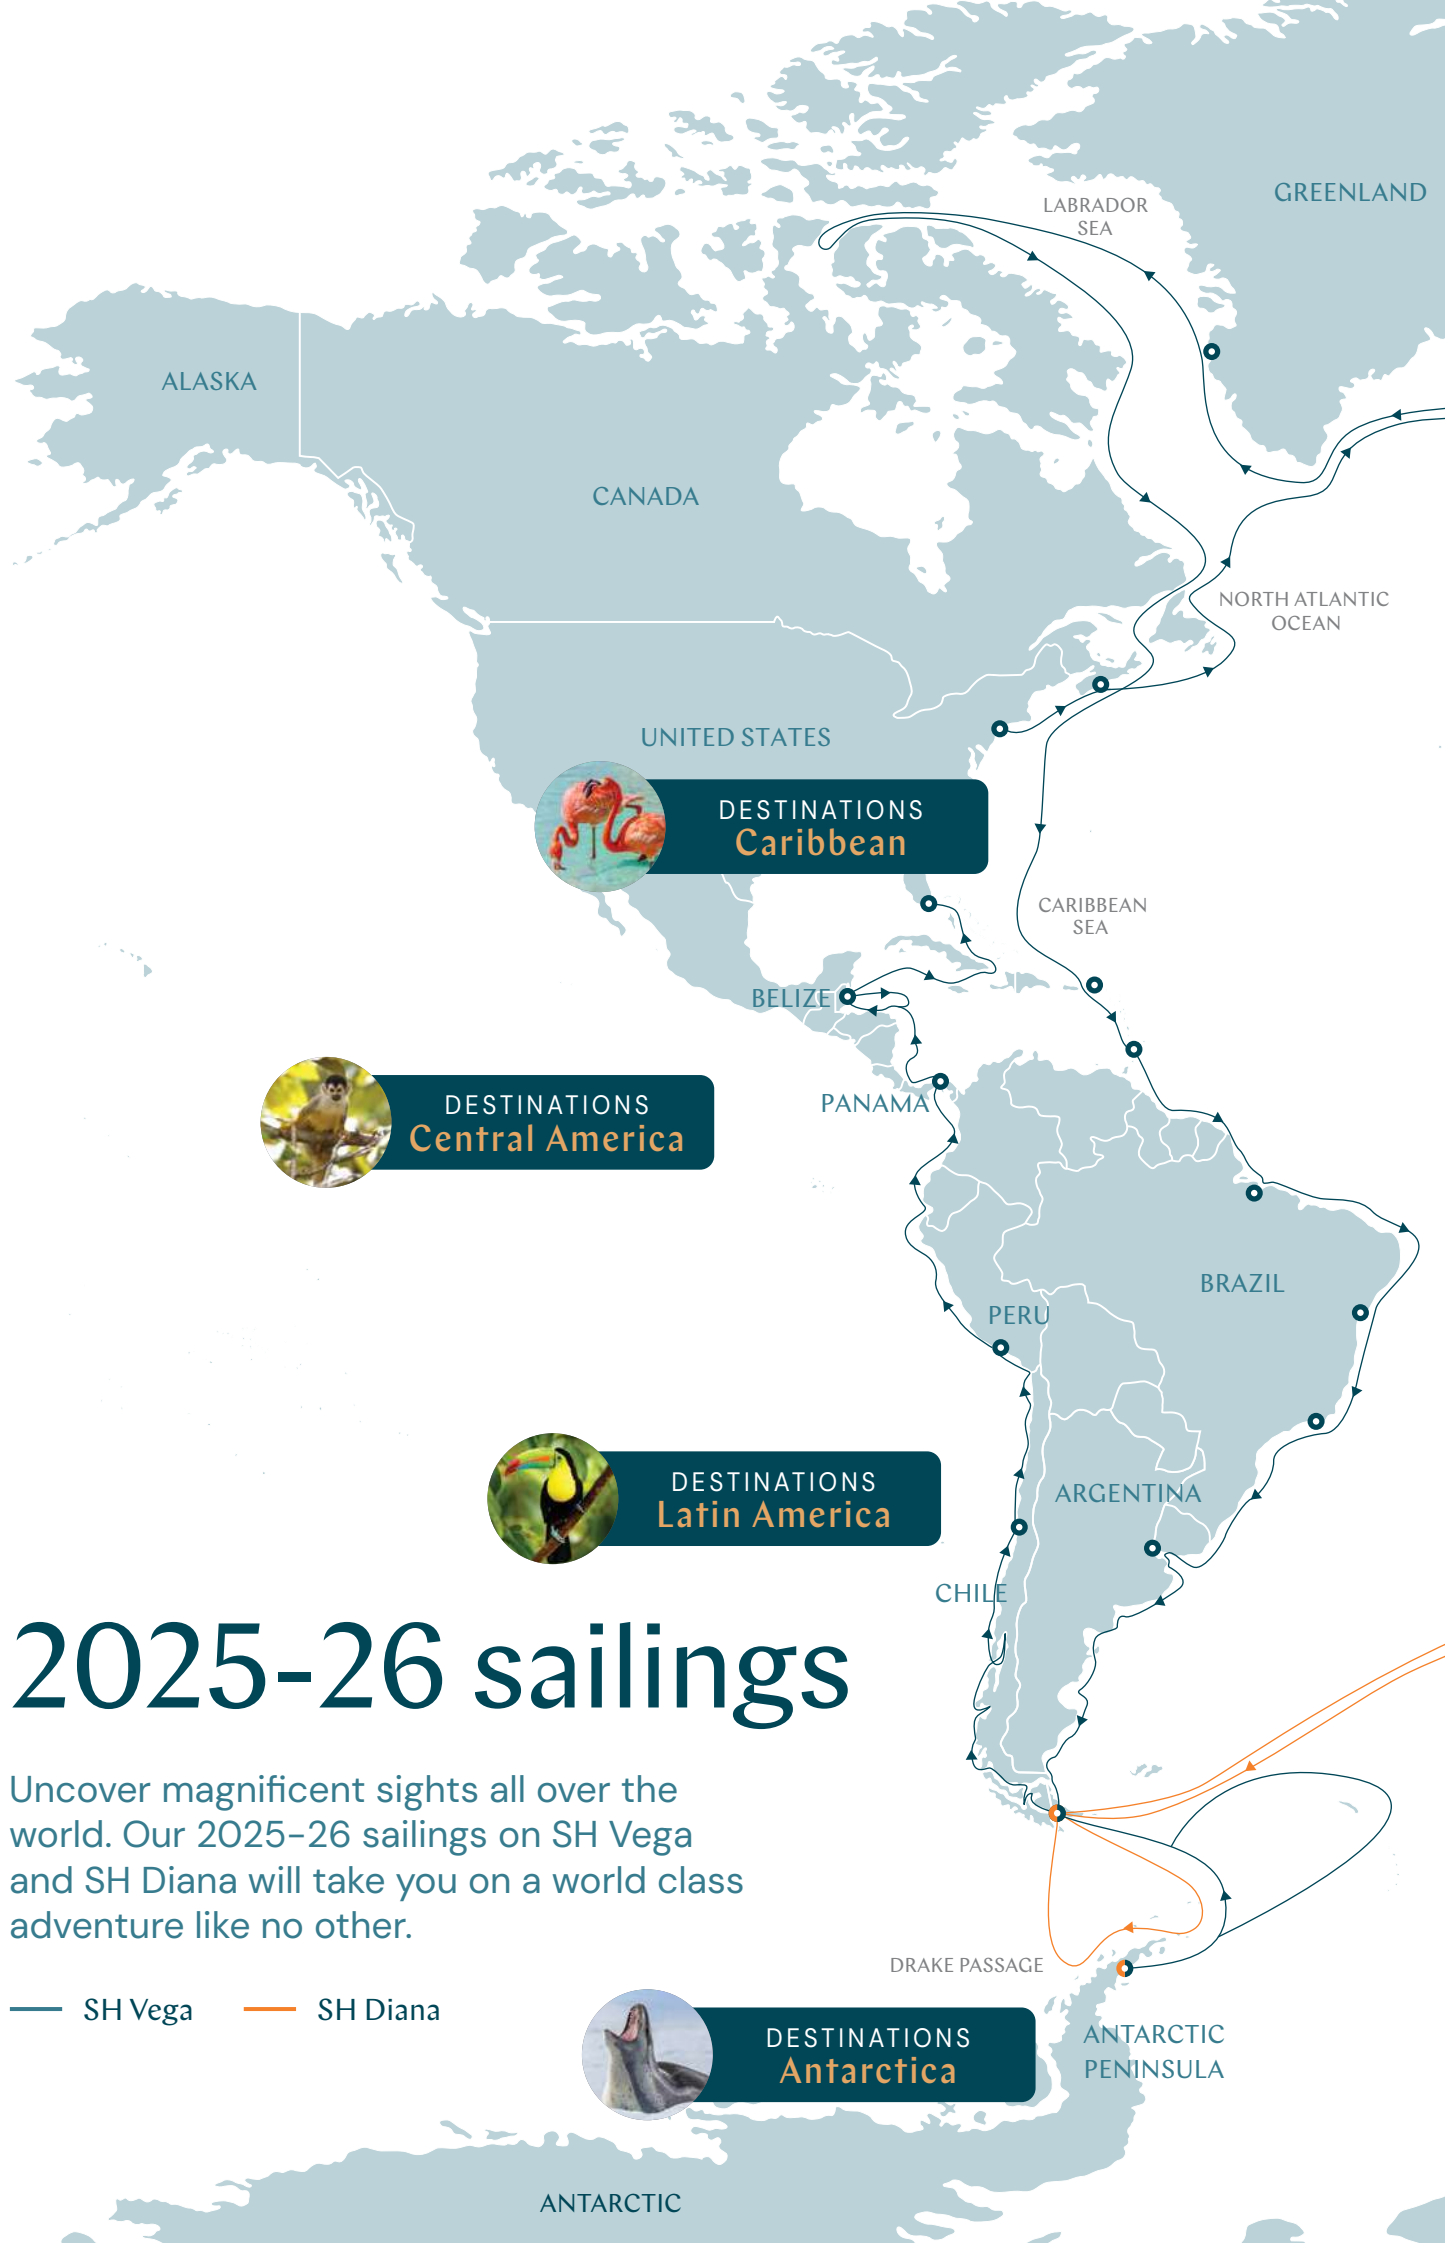 GREENLAND
LABRADOR
SEA
ALASKA
CANADA
NORTH ATLANTIC
OCEAN
UNITED STATES
DESTINATIONS
Caribbean
CARIBBEAN
SEA
BELIZE
PANAMA
DESTINATIONS
Central America
BRAZIL
PERU
DESTINATIONS
Latin America
ARGENTINA
CHILE
2025-26 sailings
Uncover magnificent sights all over the
world. Our 2025-26 sailings on SH Vega
and SH Diana will take you on a world class
adventure like no other.
SH Vega
SH Diana
DRAKE PASSAGE
DESTINATIONS
Antarctica
ANTARCTIC
PENINSULA
ANTARCTIC